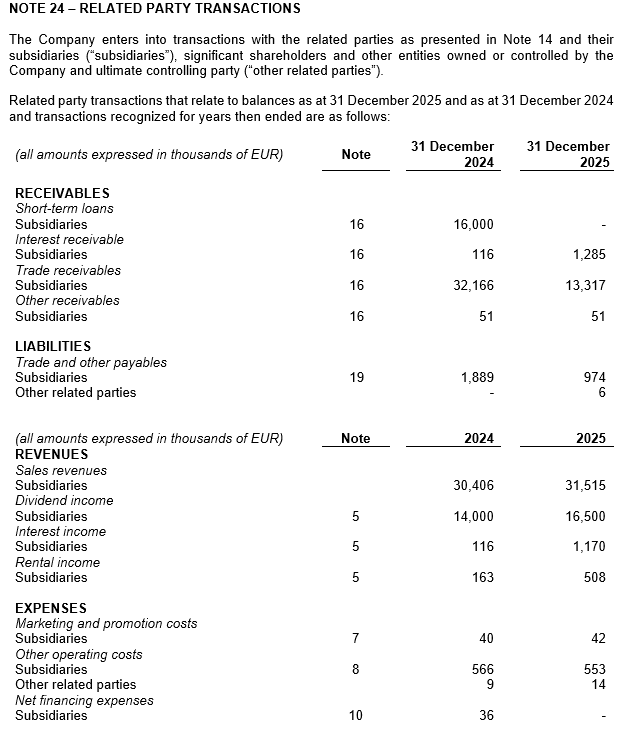 NOTE 24 – RELATED PARTY TRANSACTIONS
The Company enters into transactions with the related parties as presented in Note 14 and their
subsidiaries (“subsidiaries”), significant shareholders and other entities owned or controlled by the
Company and ultimate controlling party (“other related parties”).
Related party transactions that relate to balances as at 31 December 2025 and as at 31 December 2024
and transactions recognized for years then ended are as follows:
(all amounts expressed in thousands of EUR) Note 31 December 2024 31 December 2025
RECEIVABLES
Short-term loans
Subsidiaries 16 16,000 -
Interest receivable
Subsidiaries 16 116 1,285
Trade receivables
Subsidiaries 16 32,166 13,317
Other receivables
Subsidiaries 16 51 51
LIABILITIES
Trade and other payables
Subsidiaries 19 1,889 974
Other related parties - 6
(all amounts expressed in thousands of EUR) Note 2024 2025
REVENUES
Sales revenues
Subsidiaries 30,406 31,515
Dividend income
Subsidiaries 5 14,000 16,500
Interest income
Subsidiaries 5 116 1,170
Rental income
Subsidiaries 5 163 508
EXPENSES
Marketing and promotion costs
Subsidiaries 7 40 42
Other operating costs
Subsidiaries 8 566 553
Other related parties 9 14
Net financing expenses
Subsidiaries 10 36 -